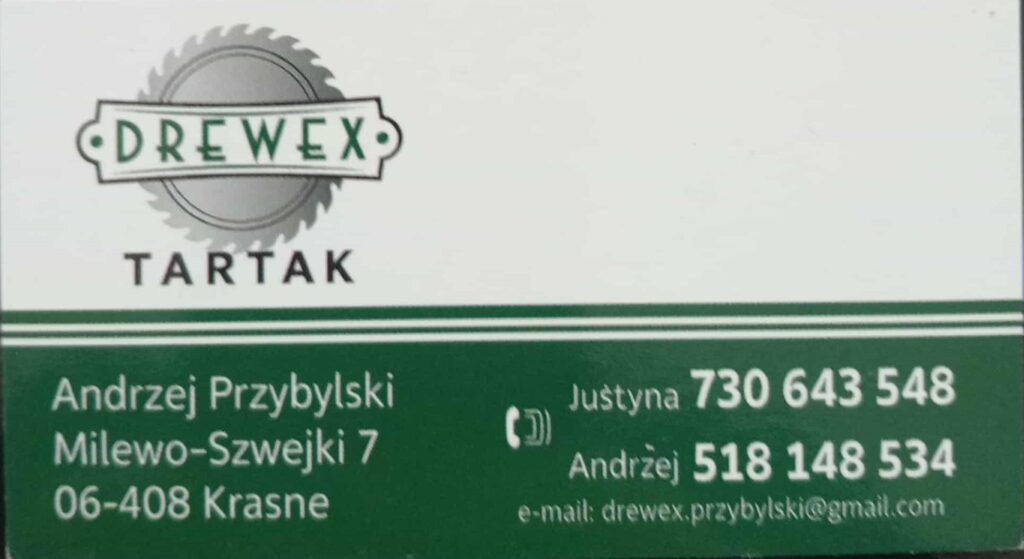 DREWEX
TARTAK
Andrzej Przybylski
Milewo-Szwejki 7
06-408 Krasne
Justyna 730 643 548
Andrzej 518 148 534
e-mail: drewex.przybylski@gmail.com